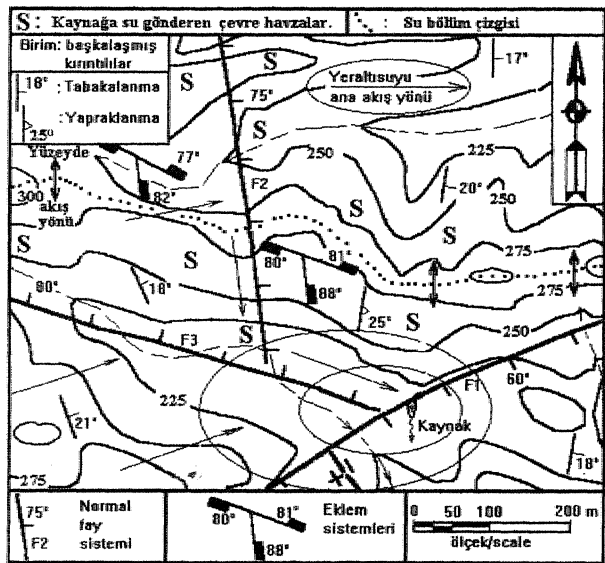 S : Kaynağa su gönderen çevre havzalar.
: Su bölüm çizgisi
Birim: başkalaşmış
kırıntılılar
18° : Tabakalanma
25° : Yapraklanma
Yüzeyde
300 akış
yönü
S
S
S
S
S
S
S
S
Yeraltısuyu
ana akış yönü
17°
75°
77°
82°
F2
250
225
20°
250
275
275
80°
81°
88°
25°
250
80°
18°
F3
225
21°
275
F1
60°
Kaynak
18°
75°
F2
Normal
fay
sistemi
80°
81°
88°
Eklem
sistemleri
0 50 100 200 m
ölçek/scale